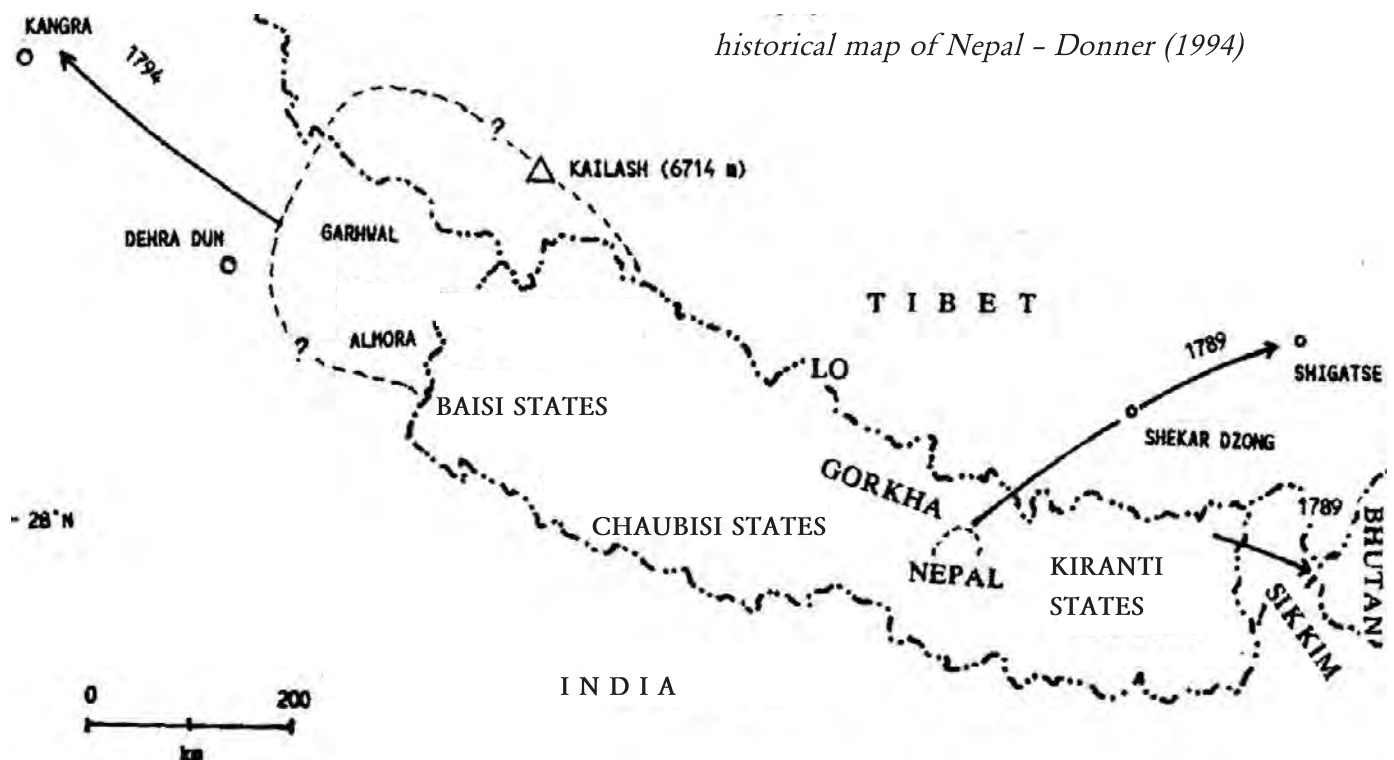 historical map of Nepal – Donner (1994)
KANGRA
1794
?
KAILASH (6714 m)
DEHRA DUN
GARHWAL
TIBET
?
ALMORA
LO
1789
SHIGATSE
BAISI STATES
SHEKAR DZONG
GORKHA
- 28°N
CHAUBISI STATES
1789
BHUTAN
NEPAL
KIRANTI
STATES
SIKKIM
INDIA
0 200
km